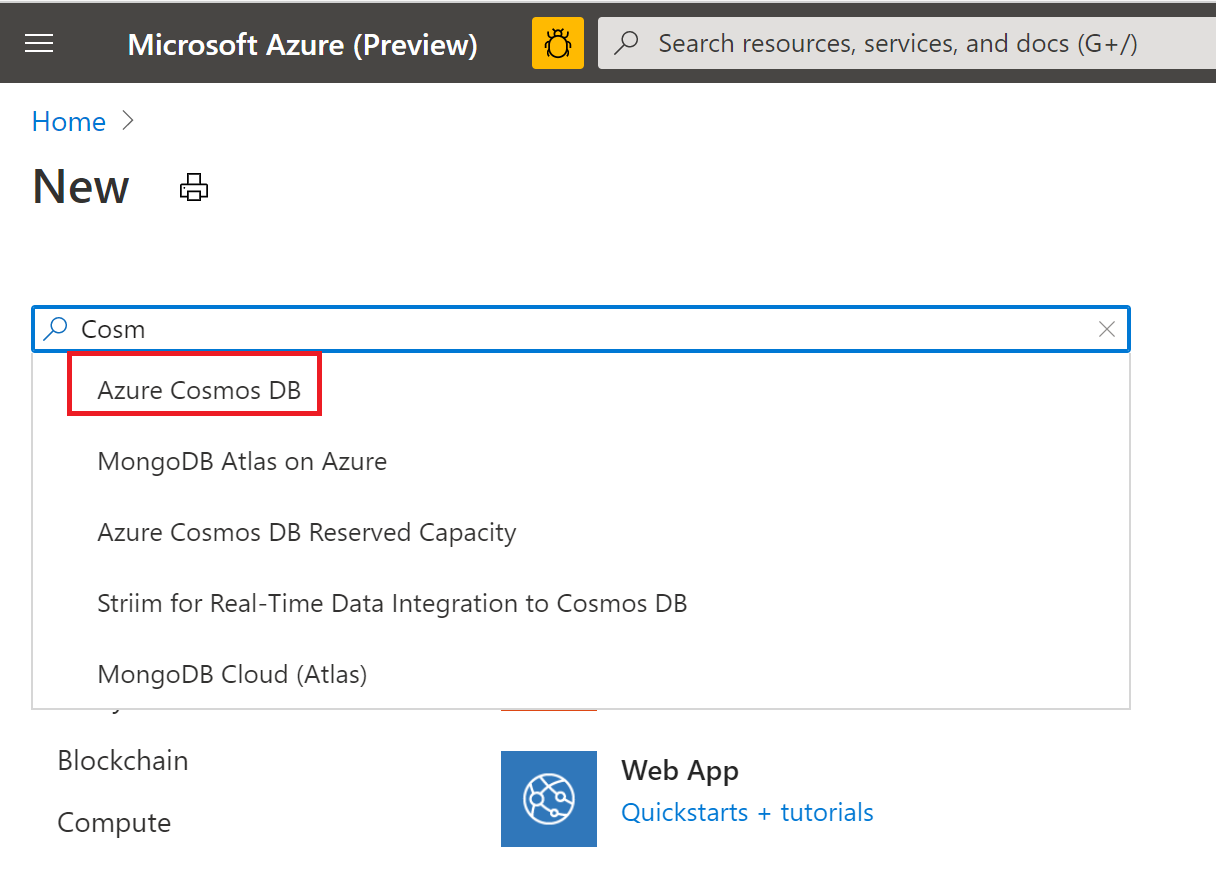 Microsoft Azure (Preview)
Search resources, services, and docs (G+/)
Home
New
Cosm
Azure Cosmos DB
MongoDB Atlas on Azure
Azure Cosmos DB Reserved Capacity
Striim for Real-Time Data Integration to Cosmos DB
MongoDB Cloud (Atlas)
Blockchain
Web App
Quickstarts + tutorials
Compute